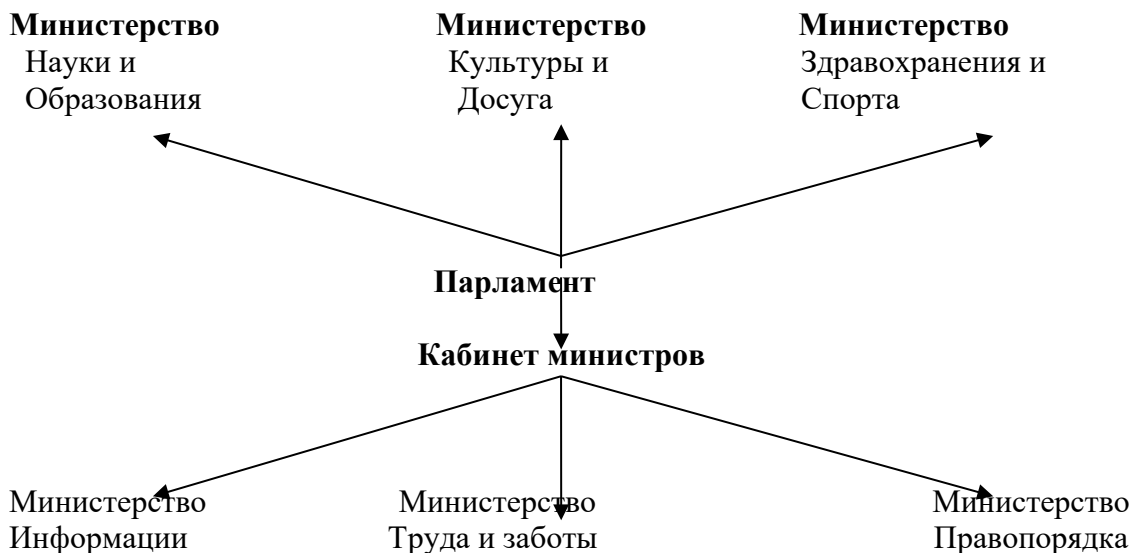 Министерство Министерство Министерство
Науки и Культуры и Здравохранения и
Образования Досуга Спорта
Парламент
Кабинет министров
Министерство Министерство Министерство
Информации Труда и заботы Правопорядка